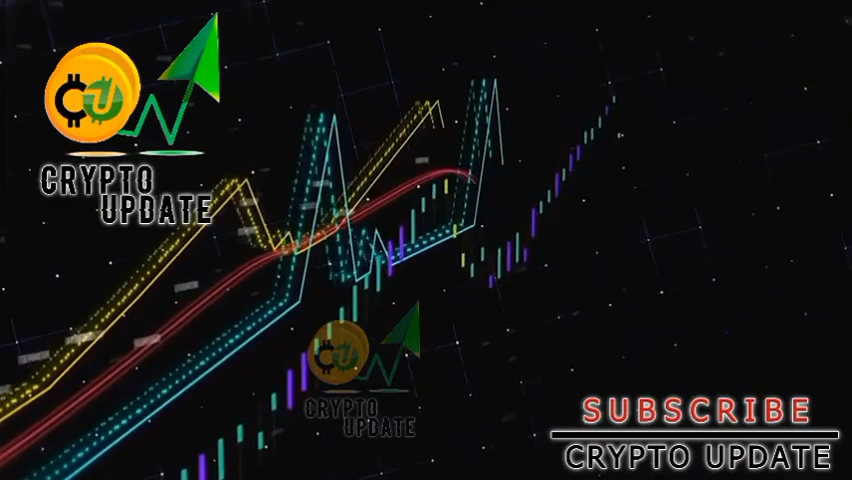 CRYPTO
UPDATE
CRYPTO
UPDATE
SUBSCRIBE
CRYPTO UPDATE